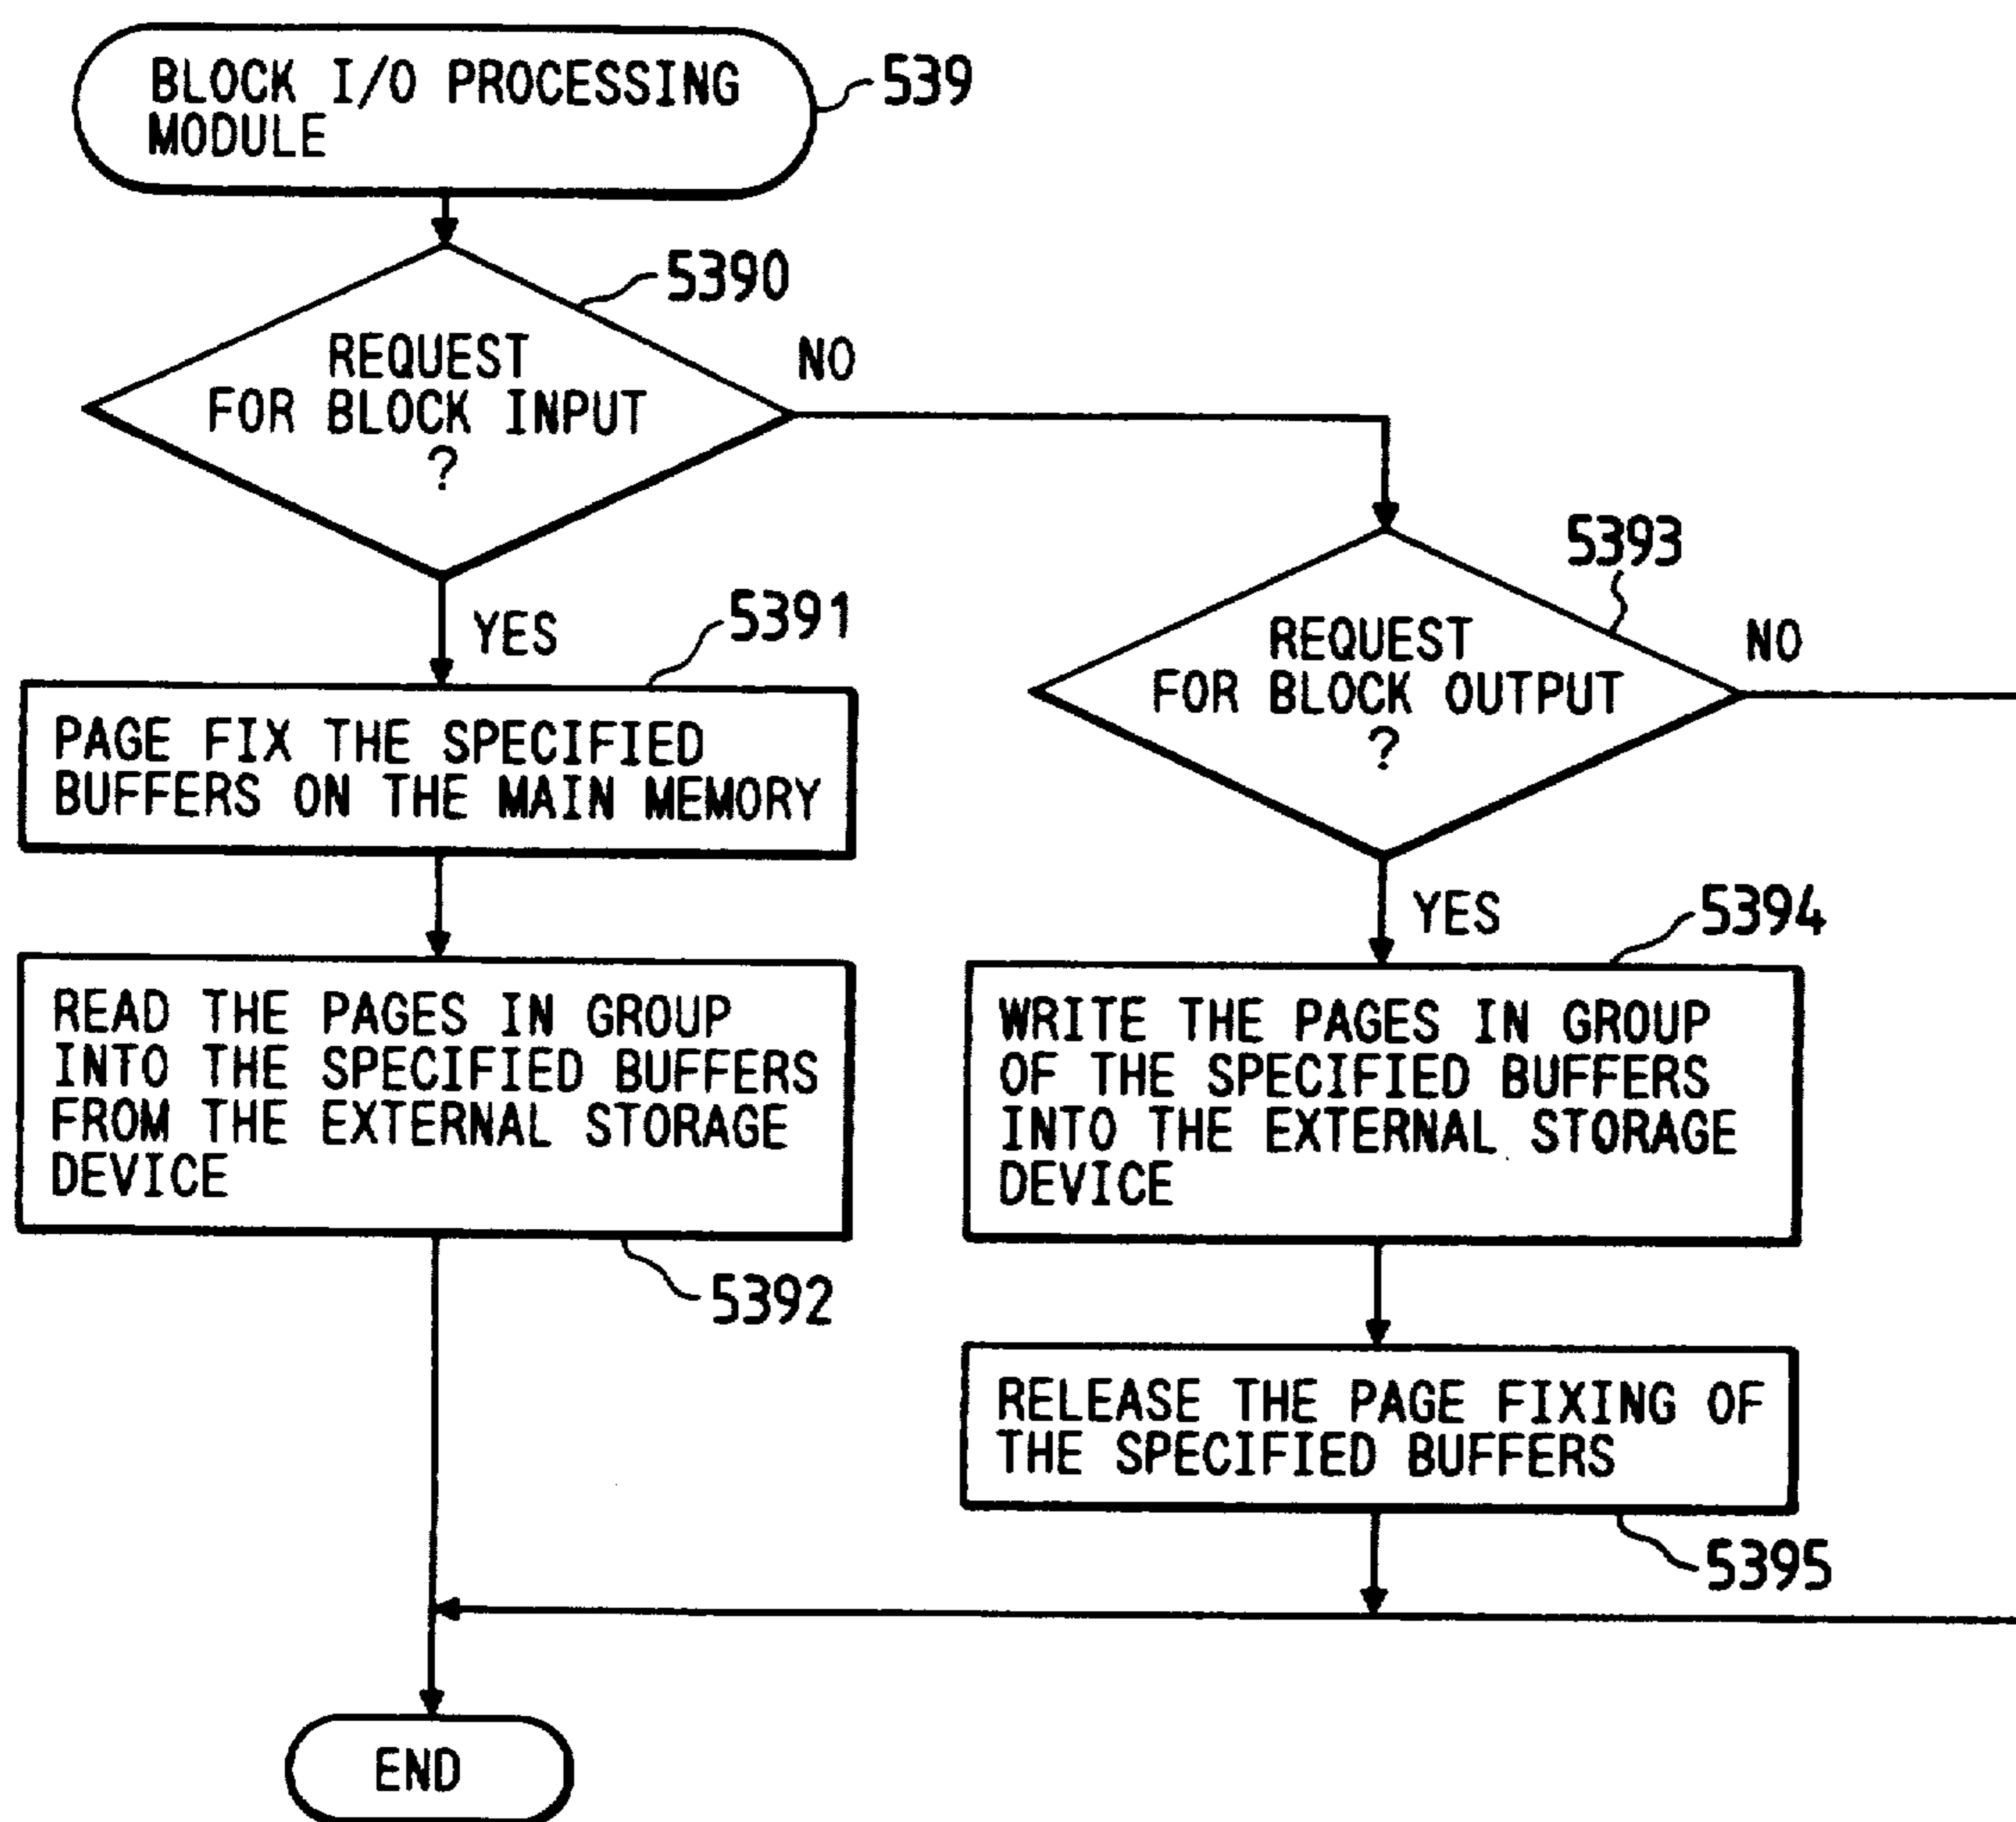 BLOCK I/O PROCESSING
MODULE
539
5390
REQUEST
FOR BLOCK INPUT
?
NO
YES
5391
PAGE FIX THE SPECIFIED
BUFFERS ON THE MAIN MEMORY
READ THE PAGES IN GROUP
INTO THE SPECIFIED BUFFERS
FROM THE EXTERNAL STORAGE
DEVICE
5392
5393
REQUEST
FOR BLOCK OUTPUT
?
NO
YES
5394
WRITE THE PAGES IN GROUP
OF THE SPECIFIED BUFFERS
INTO THE EXTERNAL STORAGE
DEVICE
RELEASE THE PAGE FIXING OF
THE SPECIFIED BUFFERS
5395
END